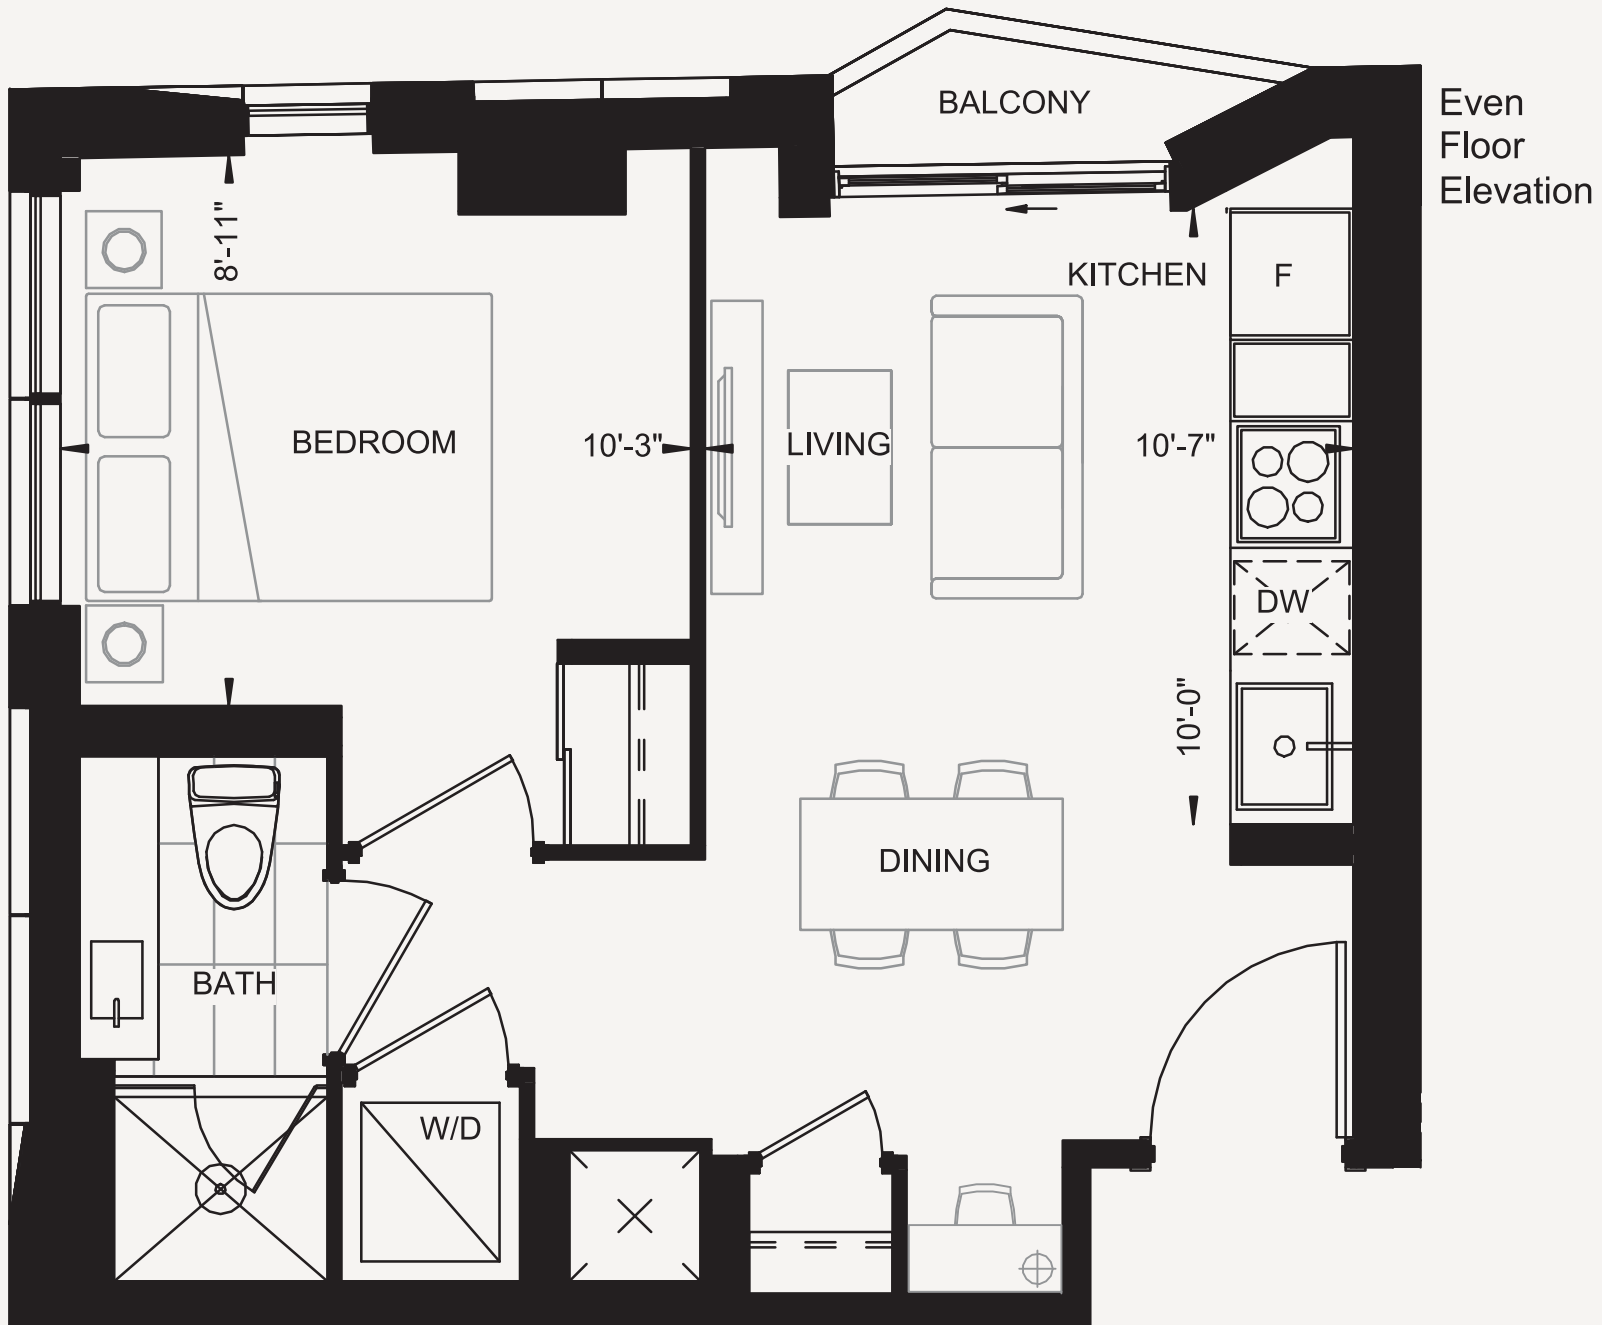 BALCONY
Even
Floor
Elevation
8'-11"
KITCHEN
F
BEDROOM
10'-3"
LIVING
10'-7"
DW
10'-0"
DINING
BATH
W/D